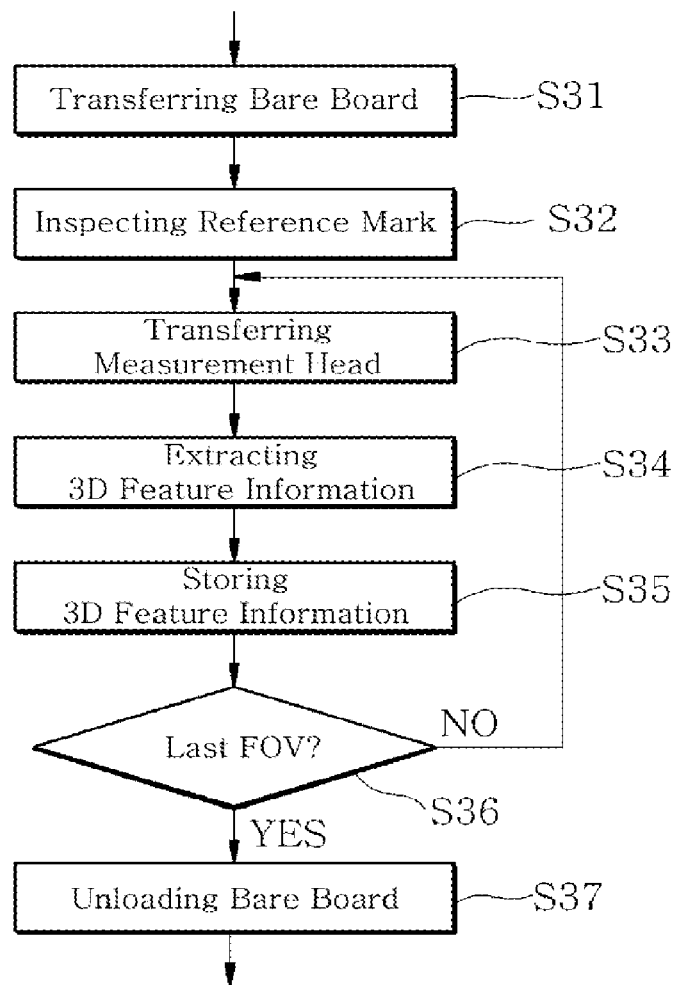 Transferring Bare Board
S31
Inspecting Reference Mark
S32
Transferring
Measurement Head
S33
Extracting
3D Feature Information
S34
Storing
3D Feature Information
S35
Last FOV?
NO
S36
YES
Unloading Bare Board
S37